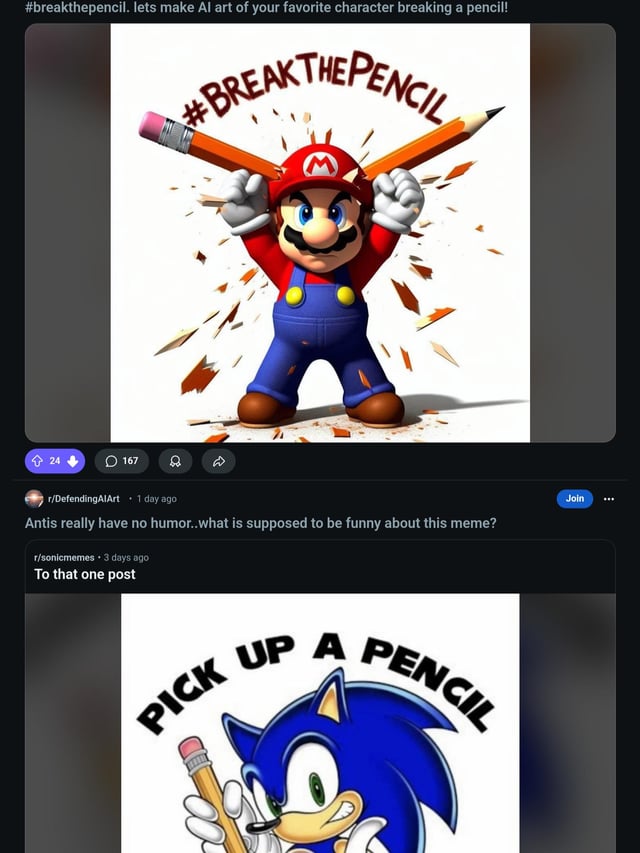 #breakthepencil. lets make AI art of your favorite character breaking a pencil!
#BREAKTHEPENCIL
M
24
167
r/DefendingAIArt • 1 day ago
Join
Antis really have no humor..what is supposed to be funny about this meme?
r/sonicmemes • 3 days ago
To that one post
PICK UP A PENCIL